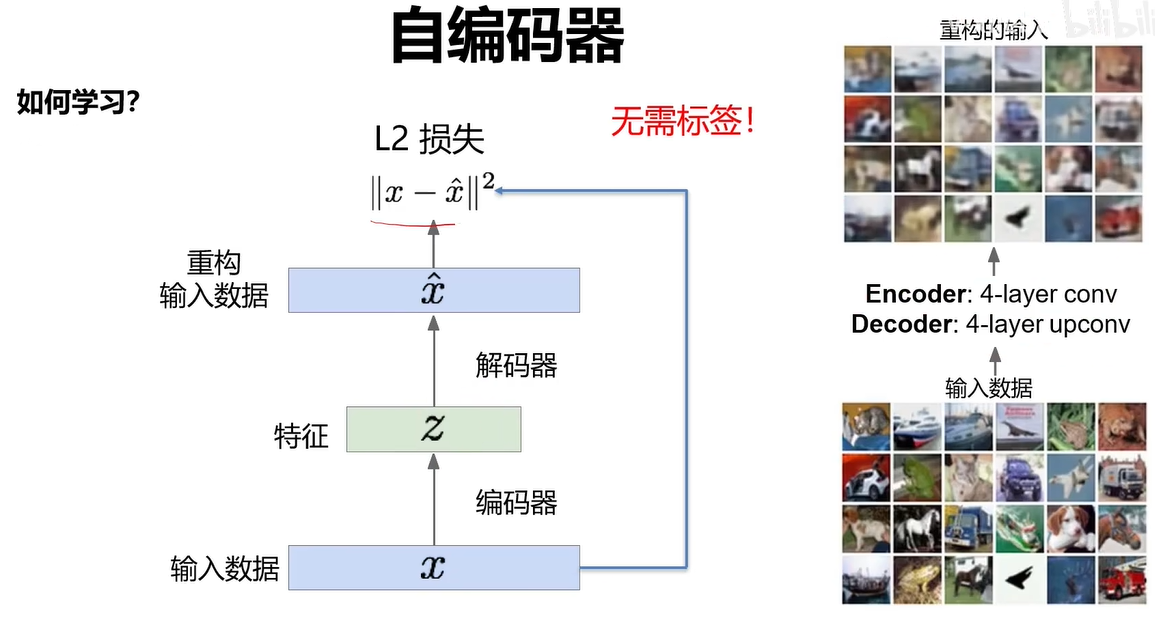 自编码器
如何学习？
无需标签！
L2 损失
‖x − x̂‖²
重构
输入数据
x̂
解码器
特征
z
编码器
输入数据
x
重构的输入
bilibili
Encoder: 4-layer conv
Decoder: 4-layer upconv
输入数据